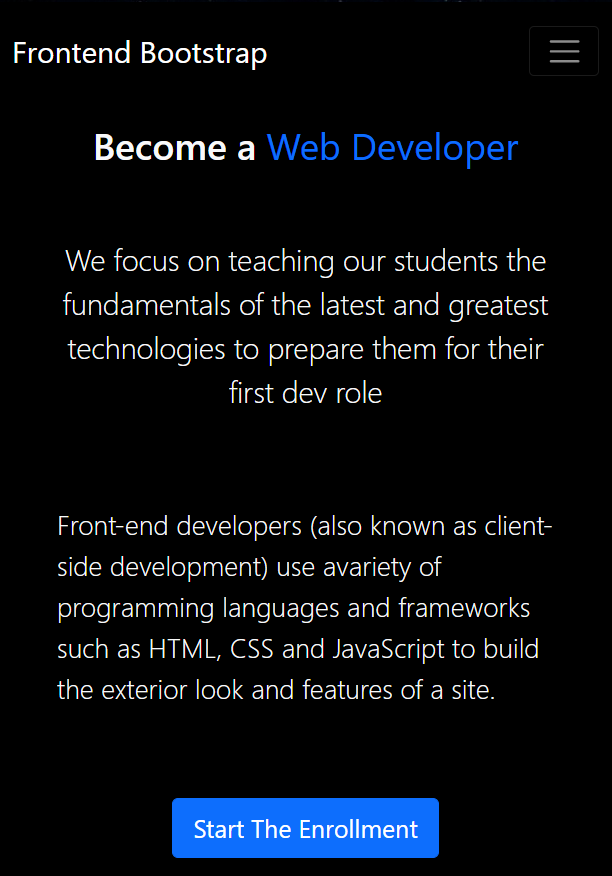 Frontend Bootstrap
Become a Web Developer
We focus on teaching our students the
fundamentals of the latest and greatest
technologies to prepare them for their
first dev role
Front-end developers (also known as client-
side development) use avariety of
programming languages and frameworks
such as HTML, CSS and JavaScript to build
the exterior look and features of a site.
Start The Enrollment